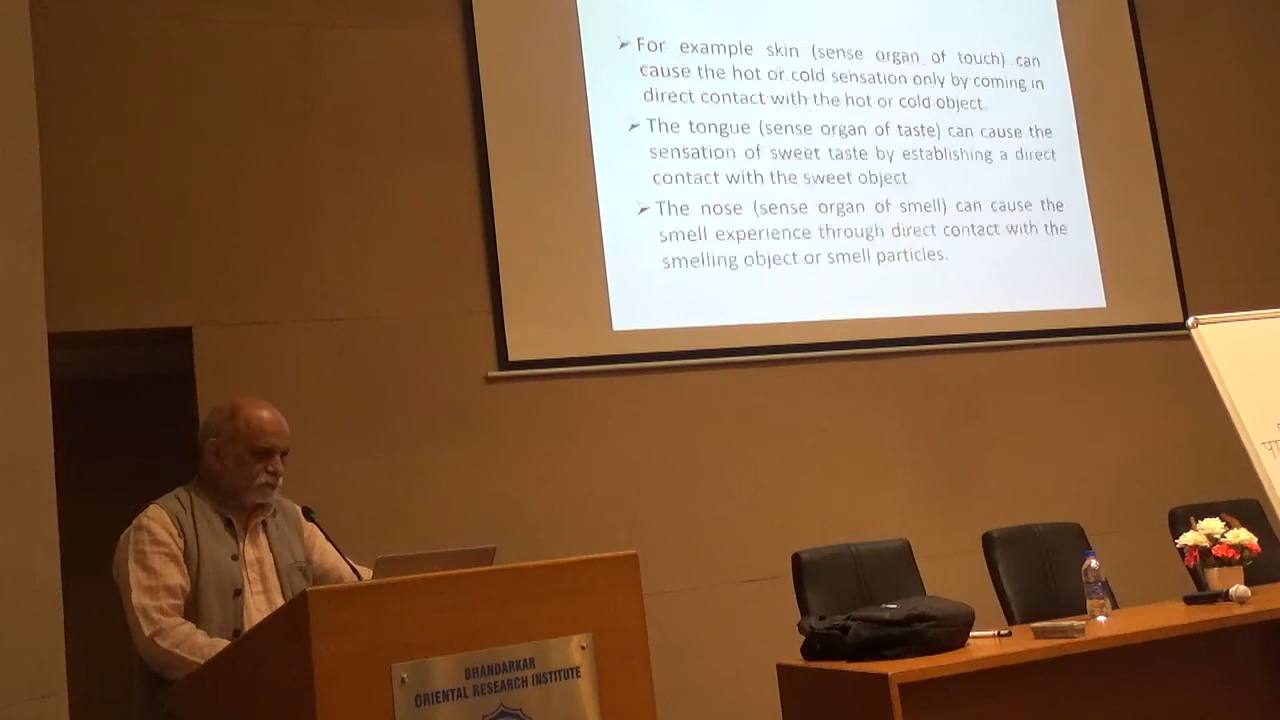 ➢ For example skin (sense organ of touch) can
cause the hot or cold sensation only by coming in
direct contact with the hot or cold object.
➢ The tongue (sense organ of taste) can cause the
sensation of sweet taste by establishing a direct
contact with the sweet object.
➢ The nose (sense organ of smell) can cause the
smell experience through direct contact with the
smelling object or smell particles.
BHANDARKAR
ORIENTAL RESEARCH INSTITUTE